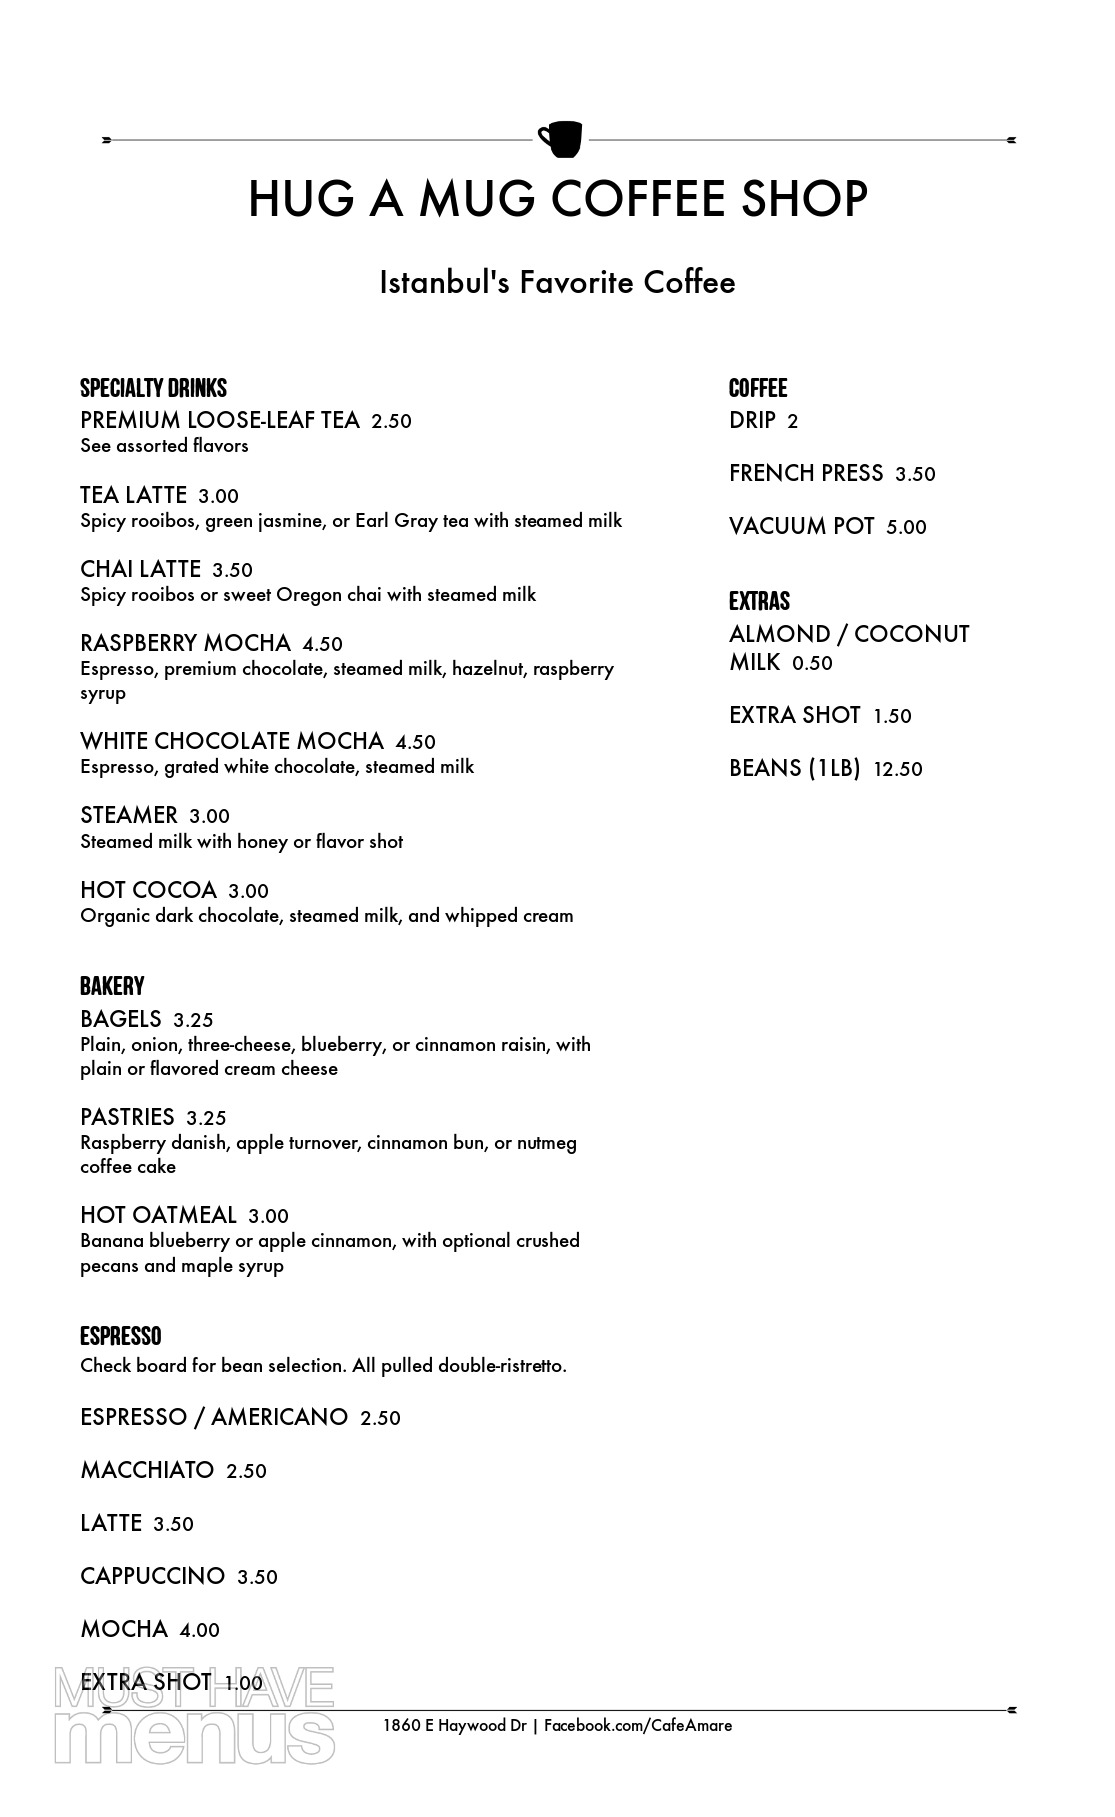 HUG A MUG COFFEE SHOP
Istanbul's Favorite Coffee
SPECIALTY DRINKS
PREMIUM LOOSE-LEAF TEA 2.50
See assorted flavors
TEA LATTE 3.00
Spicy rooibos, green jasmine, or Earl Gray tea with steamed milk
CHAI LATTE 3.50
Spicy rooibos or sweet Oregon chai with steamed milk
RASPBERRY MOCHA 4.50
Espresso, premium chocolate, steamed milk, hazelnut, raspberry
syrup
WHITE CHOCOLATE MOCHA 4.50
Espresso, grated white chocolate, steamed milk
STEAMER 3.00
Steamed milk with honey or flavor shot
HOT COCOA 3.00
Organic dark chocolate, steamed milk, and whipped cream
BAKERY
BAGELS 3.25
Plain, onion, three-cheese, blueberry, or cinnamon raisin, with
plain or flavored cream cheese
PASTRIES 3.25
Raspberry danish, apple turnover, cinnamon bun, or nutmeg
coffee cake
HOT OATMEAL 3.00
Banana blueberry or apple cinnamon, with optional crushed
pecans and maple syrup
ESPRESSO
Check board for bean selection. All pulled double-ristretto.
ESPRESSO / AMERICANO 2.50
MACCHIATO 2.50
LATTE 3.50
CAPPUCCINO 3.50
MOCHA 4.00
EXTRA SHOT 1.00
COFFEE
DRIP 2
FRENCH PRESS 3.50
VACUUM POT 5.00
EXTRAS
ALMOND / COCONUT
MILK 0.50
EXTRA SHOT 1.50
BEANS (1LB) 12.50
MUST HAVE
menus
1860 E Haywood Dr | Facebook.com/CafeAmare